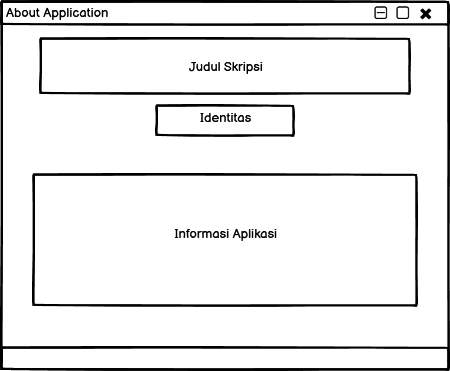 About Application
Judul Skripsi
Identitas
Informasi Aplikasi